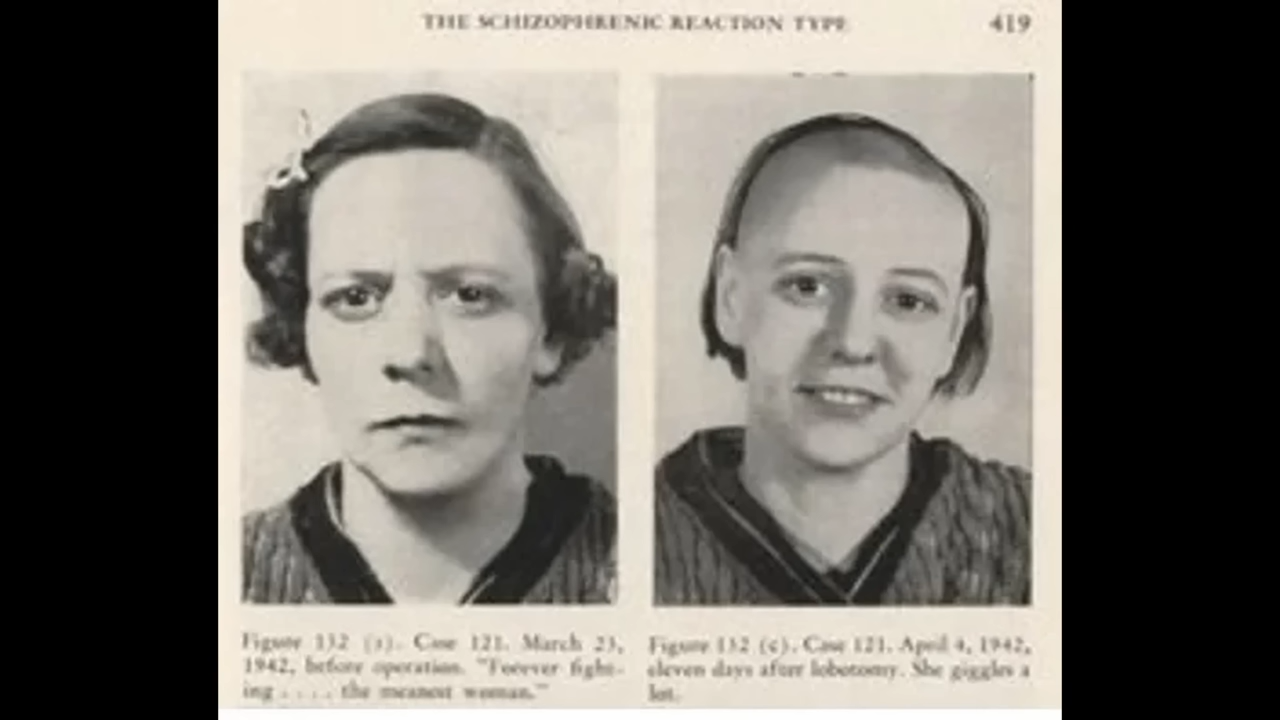 THE SCHIZOPHRENIC REACTION TYPE 419
Figure 132 (a). Case 121. March 23,
1942, before operation. "Forever fight-
ing . . . . the meanest woman."
Figure 132 (c). Case 121. April 4, 1942,
eleven days after lobotomy. She giggles a
lot.